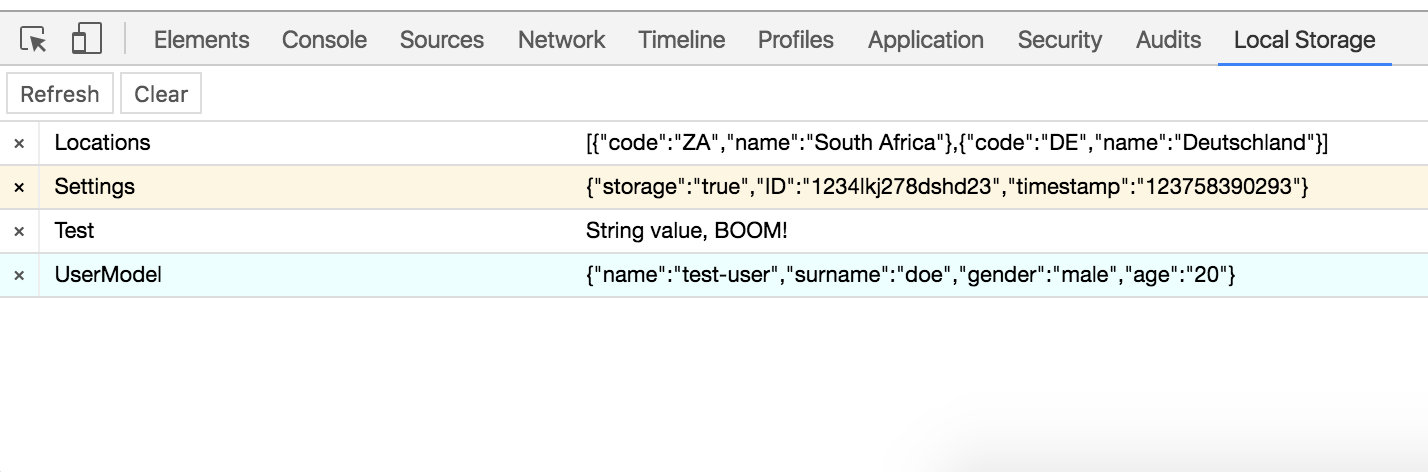 Elements Console Sources Network Timeline Profiles Application Security Audits Local Storage
Refresh Clear
× Locations [{"code":"ZA","name":"South Africa"},{"code":"DE","name":"Deutschland"}]
× Settings {"storage":"true","ID":"1234lkj278dshd23","timestamp":"123758390293"}
× Test String value, BOOM!
× UserModel {"name":"test-user","surname":"doe","gender":"male","age":"20"}